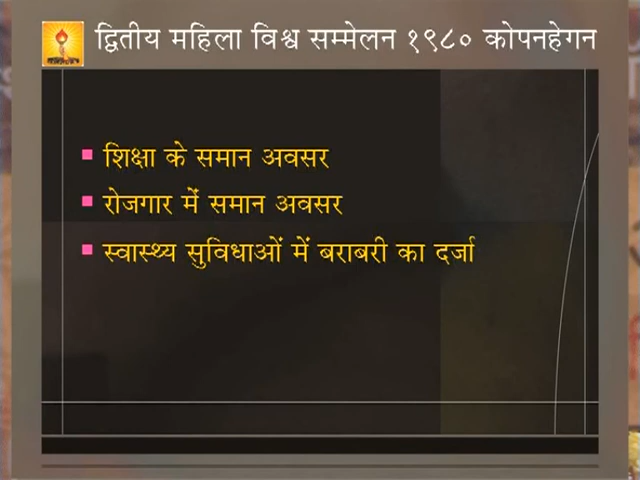 द्वितीय महिला विश्व सम्मेलन १९८० कोपनहेगन
शिक्षा के समान अवसर
रोजगार में समान अवसर
स्वास्थ्य सुविधाओं में बराबरी का दर्जा